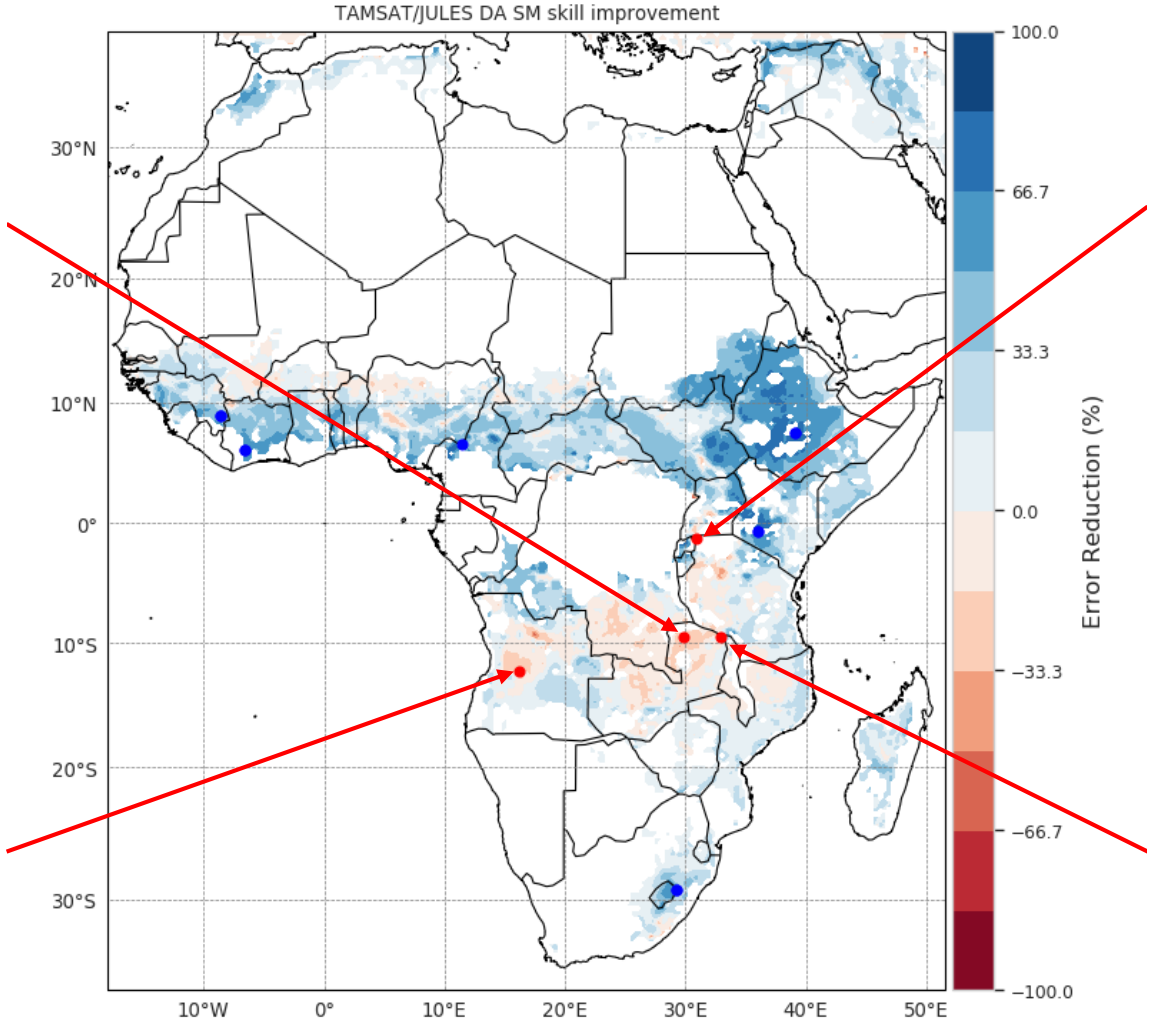 TAMSAT/JULES DA SM skill improvement
30°N
20°N
10°N
0°
10°S
20°S
30°S
10°W
0°
10°E
20°E
30°E
40°E
50°E
100.0
66.7
33.3
0.0
−33.3
−66.7
−100.0
Error Reduction (%)